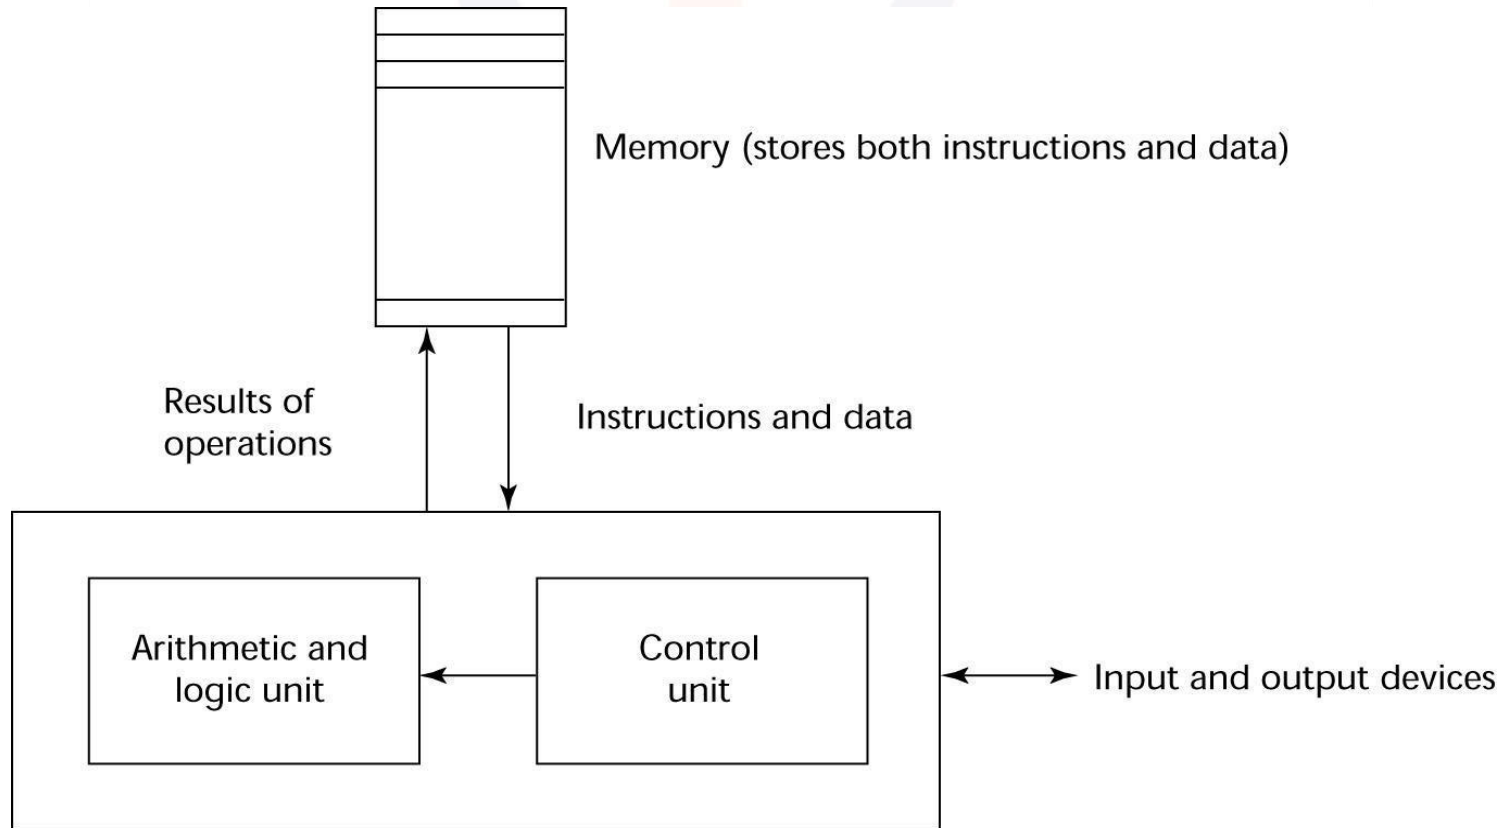 Memory (stores both instructions and data)
Results of
operations
Instructions and data
Arithmetic and
logic unit
Control
unit
Input and output devices